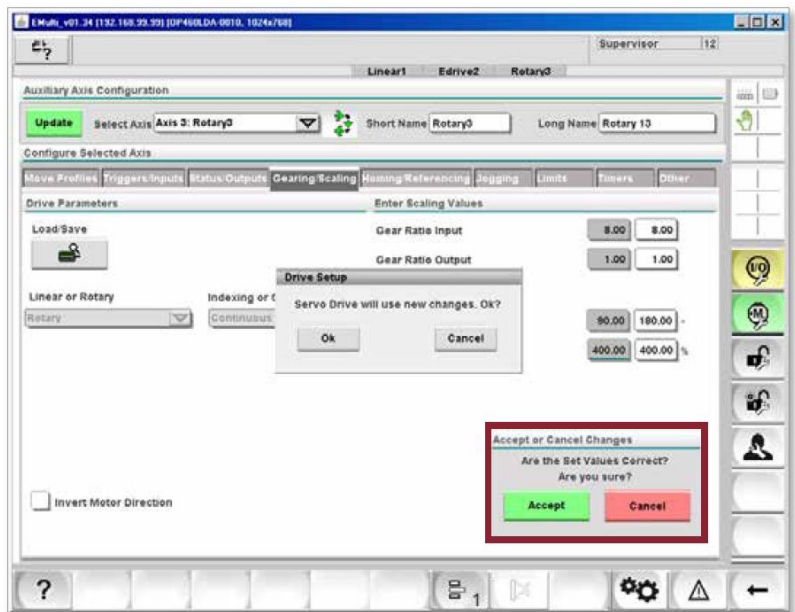 EMulti_v01.34 [192.168.99.99] [OP460LDA-0010, 1024x768]
Supervisor 12
Linear1 Edrive2 Rotary3
Auxiliary Axis Configuration
Update Select Axis Axis 3: Rotary3 Short Name Rotary3 Long Name Rotary 13
Configure Selected Axis
Move Profiles Triggers/Inputs Status/Outputs Gearing/Scaling Homing/Referencing Jogging Limits Timers Other
Drive Parameters Enter Scaling Values
Load/Save Gear Ratio Input 8.00 8.00
Gear Ratio Output 1.00 1.00
Drive Setup
Servo Drive will use new changes. Ok?
Ok Cancel
Linear or Rotary Indexing or
Rotary Continuous
90.00 180.00
400.00 400.00 %
Accept or Cancel Changes
Are the Set Values Correct?
Are you sure?
Accept Cancel
Invert Motor Direction
I/O
M
? 1